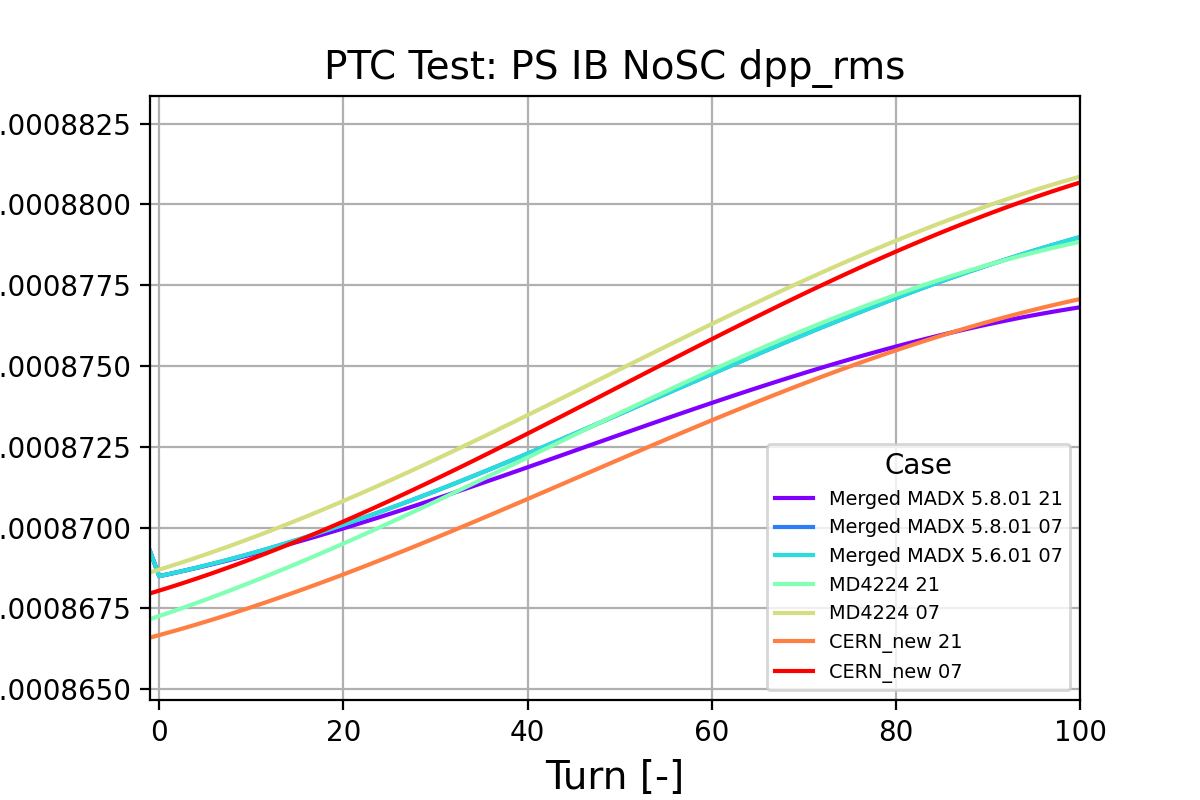 PTC Test: PS IB NoSC dpp_rms
.0008825
.0008800
.0008775
.0008750
.0008725
.0008700
.0008675
.0008650
Case
Merged MADX 5.8.01 21
Merged MADX 5.8.01 07
Merged MADX 5.6.01 07
MD4224 21
MD4224 07
CERN_new 21
CERN_new 07
0 20 40 60 80 100
Turn [-]